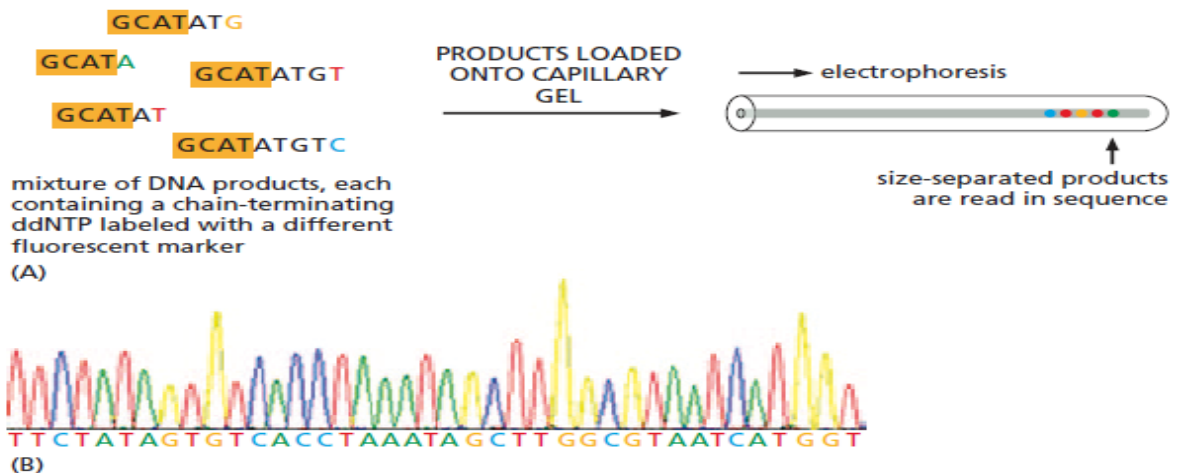 GCATATG
GCATA
GCATATGT
GCATAT
GCATATGTC
mixture of DNA products, each
containing a chain-terminating
ddNTP labeled with a different
fluorescent marker
(A)
PRODUCTS LOADED
ONTO CAPILLARY
GEL
electrophoresis
size-separated products
are read in sequence
TTCTATAGTGTCACCTAAATAGCTTGGCGTAATCATGGT
(B)